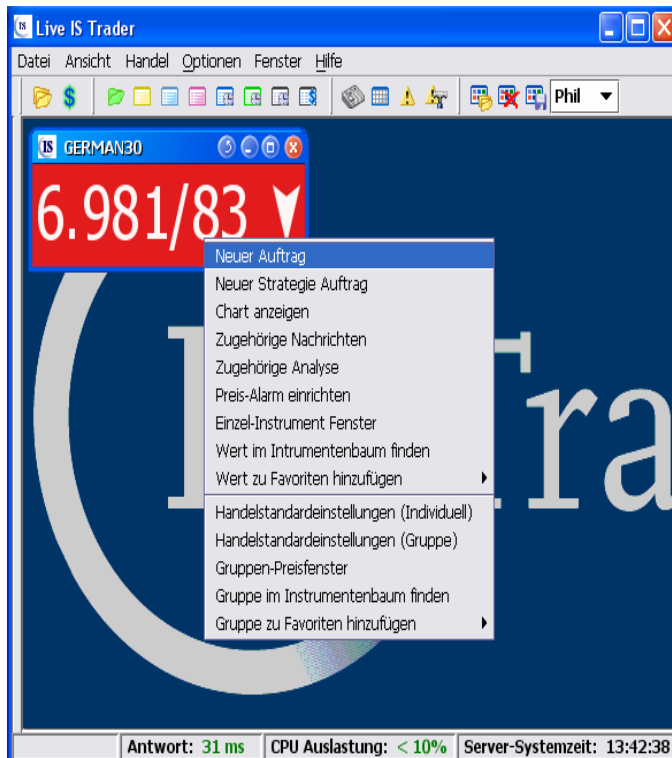 IS Live IS Trader
Datei Ansicht Handel Optionen Fenster Hilfe
Phil
IS GERMAN30
6.981/83
Neuer Auftrag
Neuer Strategie Auftrag
Chart anzeigen
Zugehörige Nachrichten
Zugehörige Analyse
Preis-Alarm einrichten
Einzel-Instrument Fenster
Wert im Intrumentenbaum finden
Wert zu Favoriten hinzufügen
Handelstandardeinstellungen (Individuell)
Handelstandardeinstellungen (Gruppe)
Gruppen-Preisfenster
Gruppe im Instrumentenbaum finden
Gruppe zu Favoriten hinzufügen
Tra
Antwort: 31 ms CPU Auslastung: < 10% Server-Systemzeit: 13:42:38